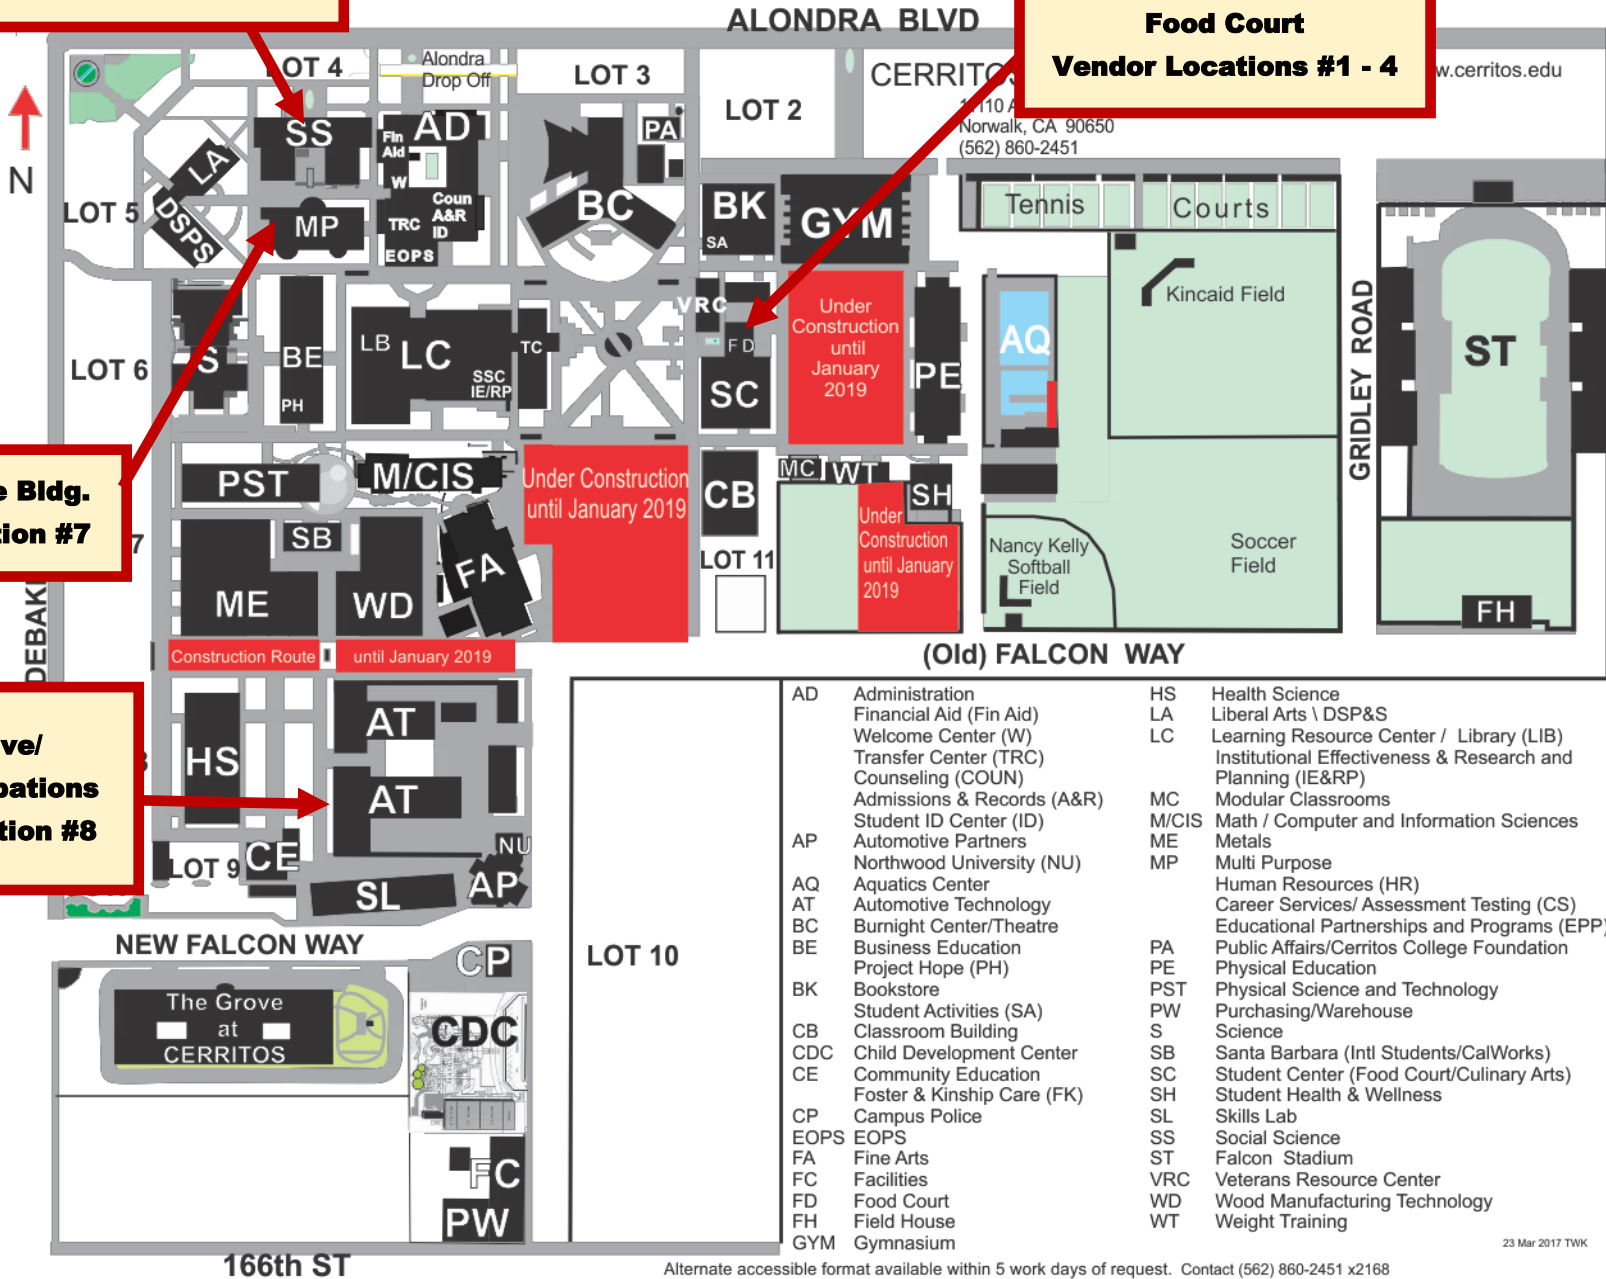 ALONDRA BLVD
Food Court
Vendor Locations #1 - 4
LOT 4
Alondra
Drop Off
LOT 3
LOT 2
CERRITOS
w.cerritos.edu
Norwalk, CA 90650
(562) 860-2451
N
SS
Fin
Aid
AD
W
PA
LA
LOT 5
DSPS
MP
TRC
Coun
A&R
ID
EOPS
BC
BK
SA
GYM
Tennis Courts
Kincaid Field
GRIDLEY ROAD
ST
VRC
F D
SC
Under
Construction
until
January
2019
PE
AQ
LOT 6
S
BE
PH
LB
LC
SSC
IE/RP
TC
e Bldg.
tion #7
7
PST
M/CIS
Under Construction
until January 2019
CB
MC
WT
SH
Under
Construction
until January
2019
SB
ME
WD
FA
LOT 11
Nancy Kelly
Softball
Field
Soccer
Field
FH
DEBAK
Construction Route
until January 2019
(Old) FALCON WAY
ve/
pations
tion #8
HS
AT
AT
LOT 9
CE
SL
NU
AP
NEW FALCON WAY
The Grove
at
CERRITOS
CP
CDC
FC
PW
LOT 10
166th ST
AD Administration
Financial Aid (Fin Aid)
Welcome Center (W)
Transfer Center (TRC)
Counseling (COUN)
Admissions & Records (A&R)
Student ID Center (ID)
AP Automotive Partners
Northwood University (NU)
AQ Aquatics Center
AT Automotive Technology
BC Burnight Center/Theatre
BE Business Education
Project Hope (PH)
BK Bookstore
Student Activities (SA)
CB Classroom Building
CDC Child Development Center
CE Community Education
Foster & Kinship Care (FK)
CP Campus Police
EOPS EOPS
FA Fine Arts
FC Facilities
FD Food Court
FH Field House
GYM Gymnasium
HS Health Science
LA Liberal Arts \ DSP&S
LC Learning Resource Center / Library (LIB)
Institutional Effectiveness & Research and
Planning (IE&RP)
MC Modular Classrooms
M/CIS Math / Computer and Information Sciences
ME Metals
MP Multi Purpose
Human Resources (HR)
Career Services/ Assessment Testing (CS)
Educational Partnerships and Programs (EPP)
PA Public Affairs/Cerritos College Foundation
PE Physical Education
PST Physical Science and Technology
PW Purchasing/Warehouse
S Science
SB Santa Barbara (Intl Students/CalWorks)
SC Student Center (Food Court/Culinary Arts)
SH Student Health & Wellness
SL Skills Lab
SS Social Science
ST Falcon Stadium
VRC Veterans Resource Center
WD Wood Manufacturing Technology
WT Weight Training
23 Mar 2017 TWK
Alternate accessible format available within 5 work days of request. Contact (562) 860-2451 x2168